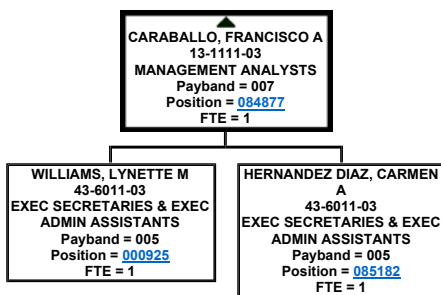 CARABALLO, FRANCISCO A
13-1111-03
MANAGEMENT ANALYSTS
Payband = 007
Position = 084877
FTE = 1
WILLIAMS, LYNETTE M
43-6011-03
EXEC SECRETARIES & EXEC
ADMIN ASSISTANTS
Payband = 005
Position = 000925
FTE = 1
HERNANDEZ DIAZ, CARMEN
A
43-6011-03
EXEC SECRETARIES & EXEC
ADMIN ASSISTANTS
Payband = 005
Position = 085182
FTE = 1